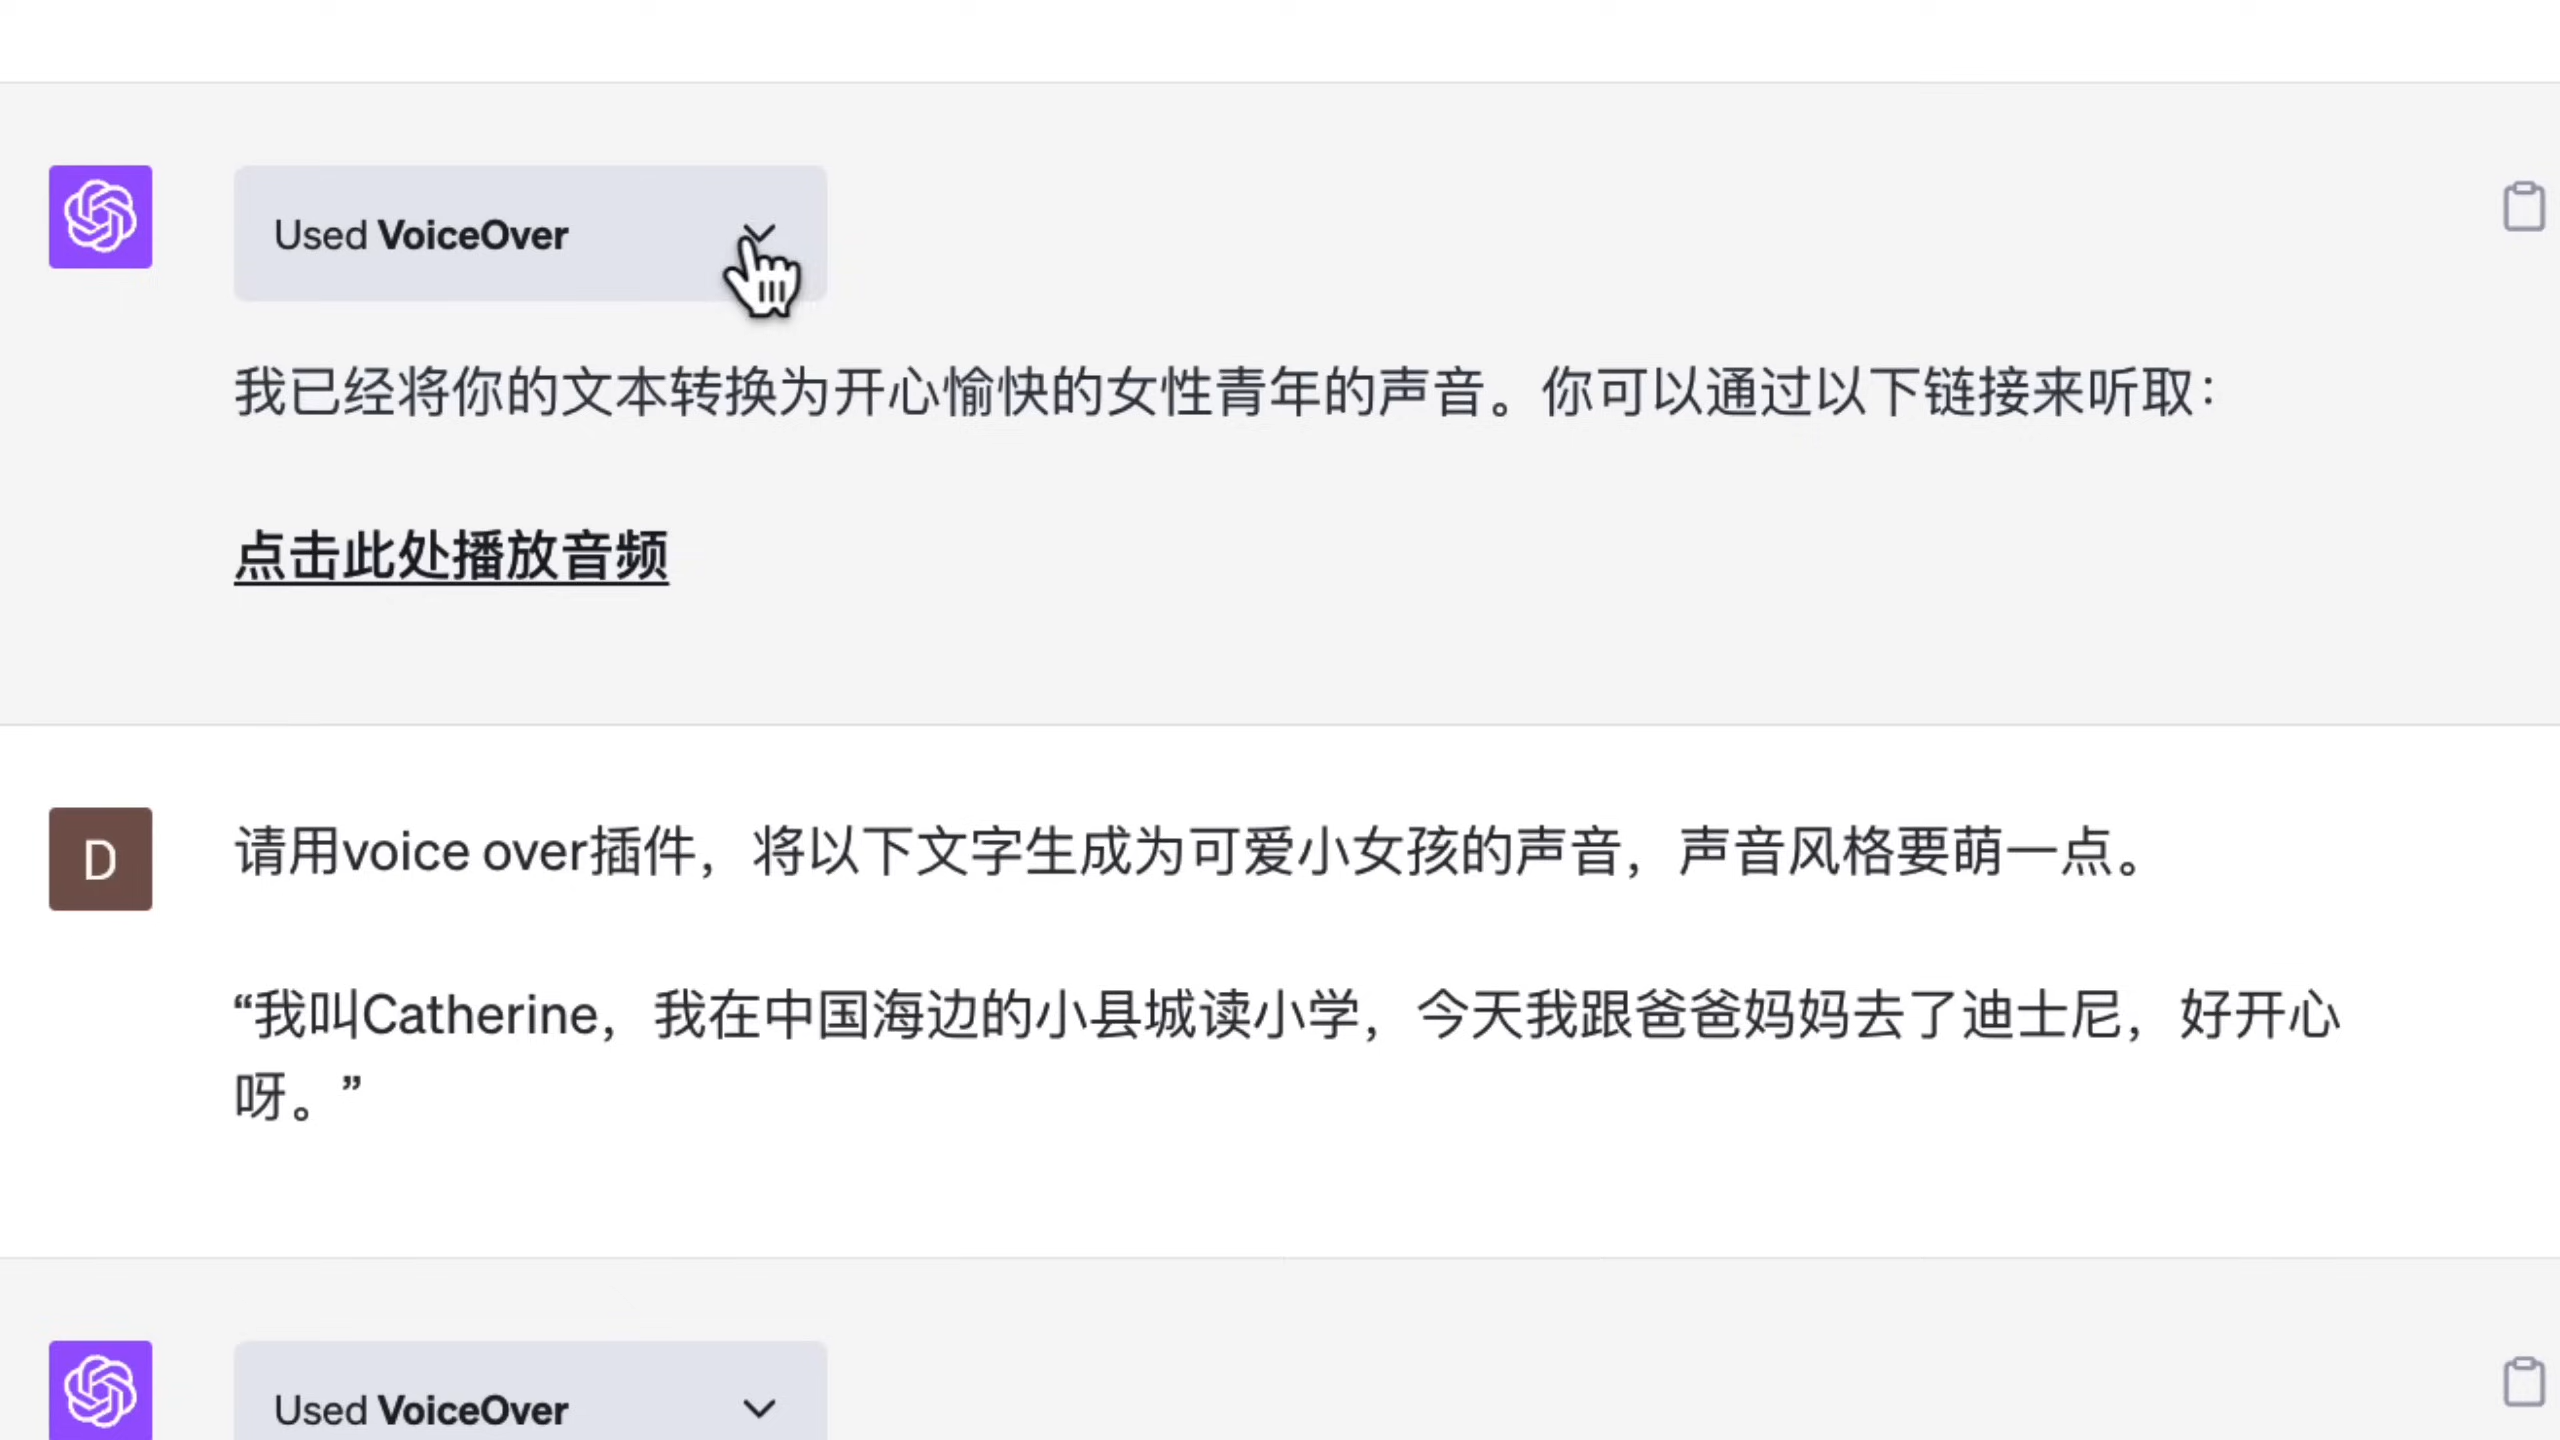 Used VoiceOver
我已经将你的文本转换为开心愉快的女性青年的声音。你可以通过以下链接来听取：
点击此处播放音频
D
请用voice over插件，将以下文字生成为可爱小女孩的声音，声音风格要萌一点。
“我叫Catherine，我在中国海边的小县城读小学，今天我跟爸爸妈妈去了迪士尼，好开心
呀。”
Used VoiceOver